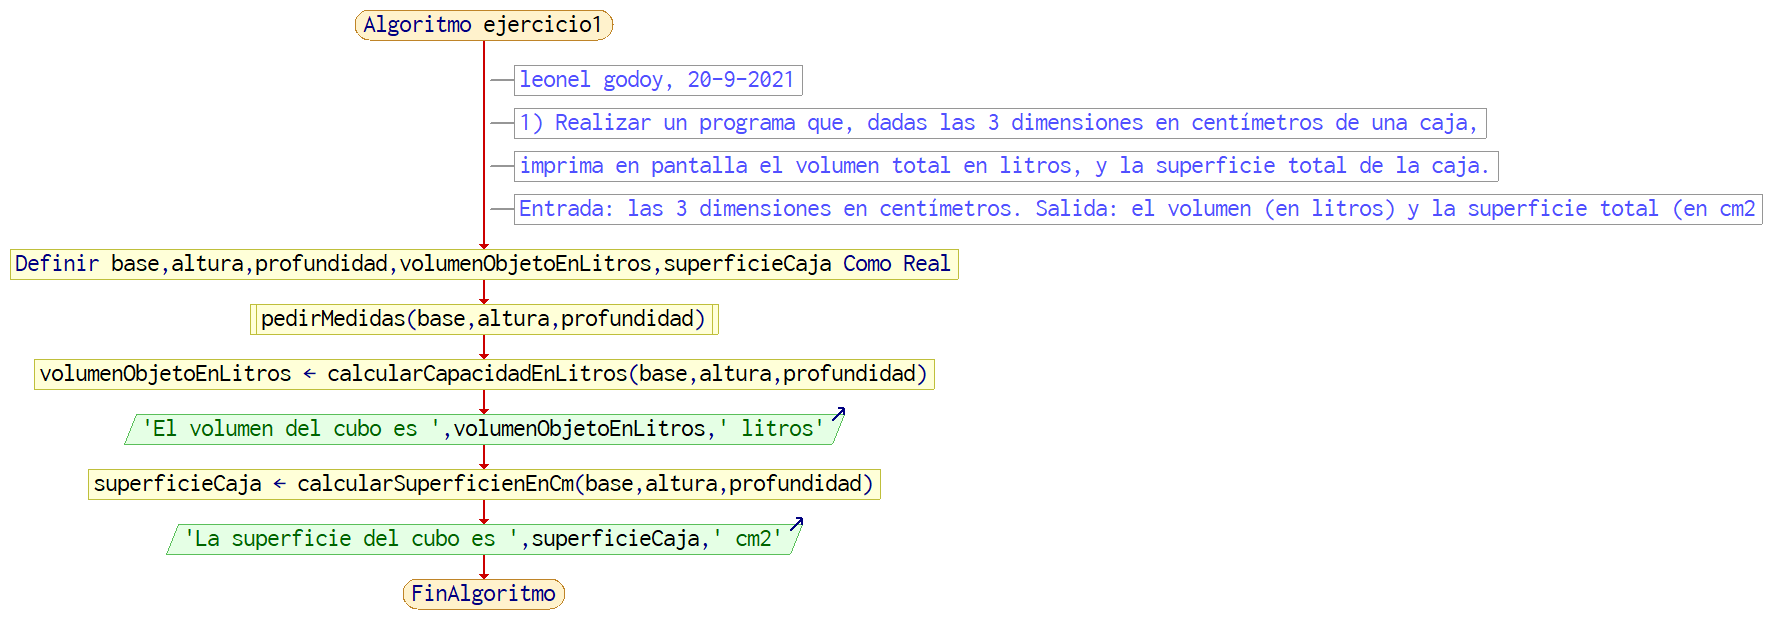 Algoritmo ejercicio1
leonel godoy, 20-9-2021
1) Realizar un programa que, dadas las 3 dimensiones en centímetros de una caja,
imprima en pantalla el volumen total en litros, y la superficie total de la caja.
Entrada: las 3 dimensiones en centímetros. Salida: el volumen (en litros) y la superficie total (en cm2
Definir base,altura,profundidad,volumenObjetoEnLitros,superficieCaja Como Real
pedirMedidas(base,altura,profundidad)
volumenObjetoEnLitros ← calcularCapacidadEnLitros(base,altura,profundidad)
'El volumen del cubo es ',volumenObjetoEnLitros,' litros'
superficieCaja ← calcularSuperficienEnCm(base,altura,profundidad)
'La superficie del cubo es ',superficieCaja,' cm2'
FinAlgoritmo